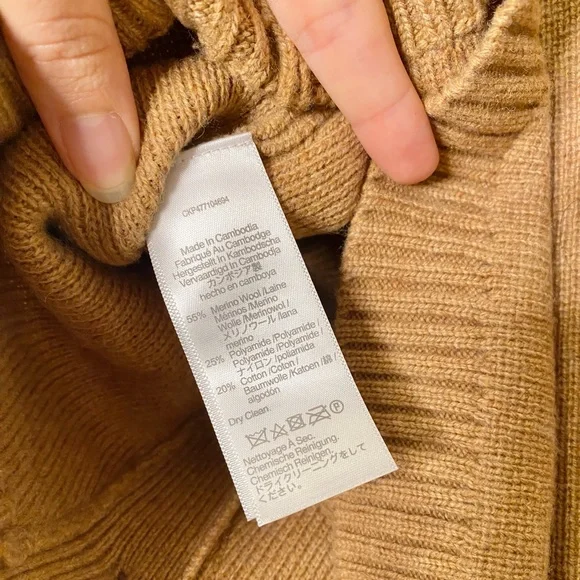 CKP477104694
Made In Cambodia
Fabriqué Au Cambodge
Hergestellt In Kambodscha
Vervaardigd In Cambodja
カンボジア製
hecho en camboya
55% Merino Wool /Laine
Mérinos /Merino
Wolle /Merinowol /
メリノウール /lana
merino
25% Polyamide /Polyamide /
Polyamid /Polyamide
ナイロン /poliamida
20% Cotton /Coton /
Baumwolle /Katoen /綿 /
algodón
Dry Clean
P
Nettoyage À Sec.
Chemische Reinigung.
Chemisch Reinigen.
ドライクリーニングをして
ください。